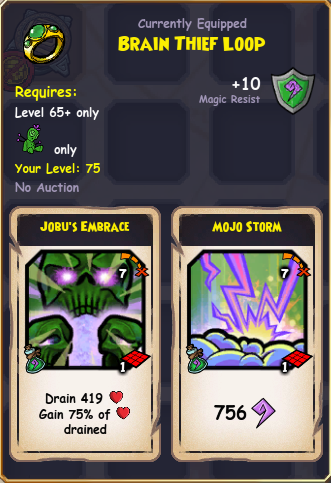 Currently Equipped
BRAIN THIEF LOOP
+10
Magic Resist
Requires:
Level 65+ only
only
Your Level: 75
No Auction
JOBU'S EMBRACE
7
1
Drain 419
Gain 75% of
drained
MOJO STORM
7
1
756